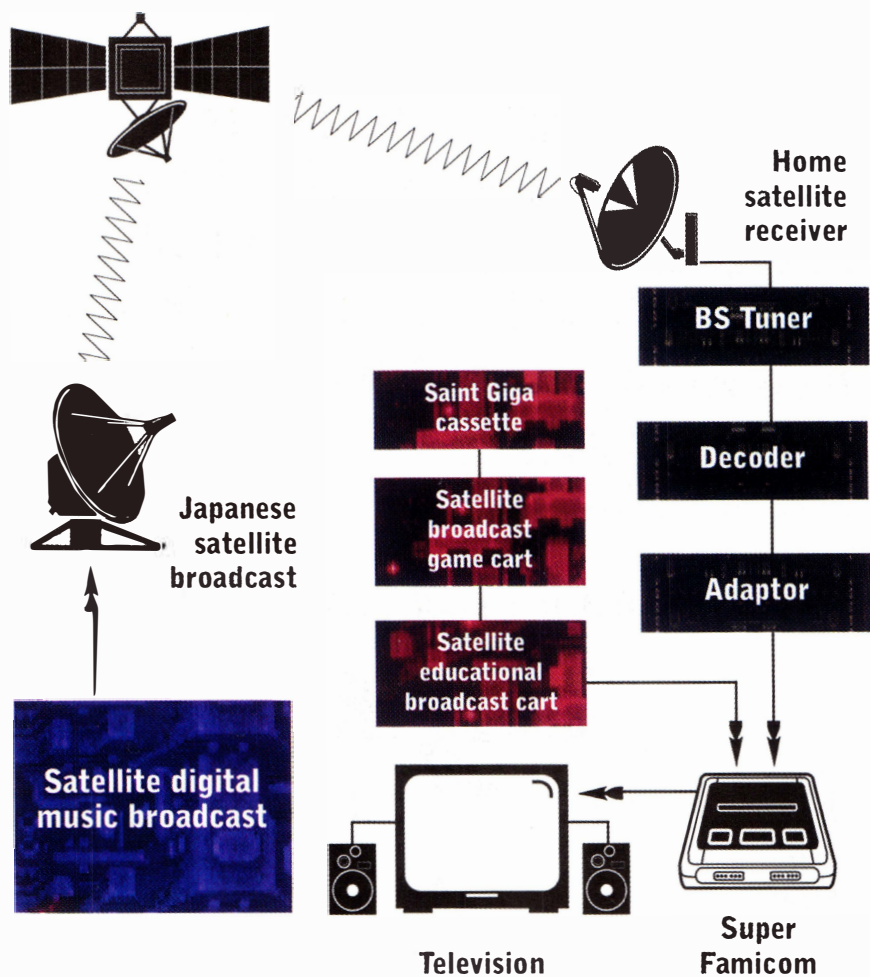 Home
satellite
receiver
BS Tuner
Saint Giga
cassette
Decoder
Satellite
broadcast
game cart
Japanese
satellite
broadcast
Adaptor
Satellite
educational
broadcast cart
Satellite digital
music broadcast
Television
Super
Famicom